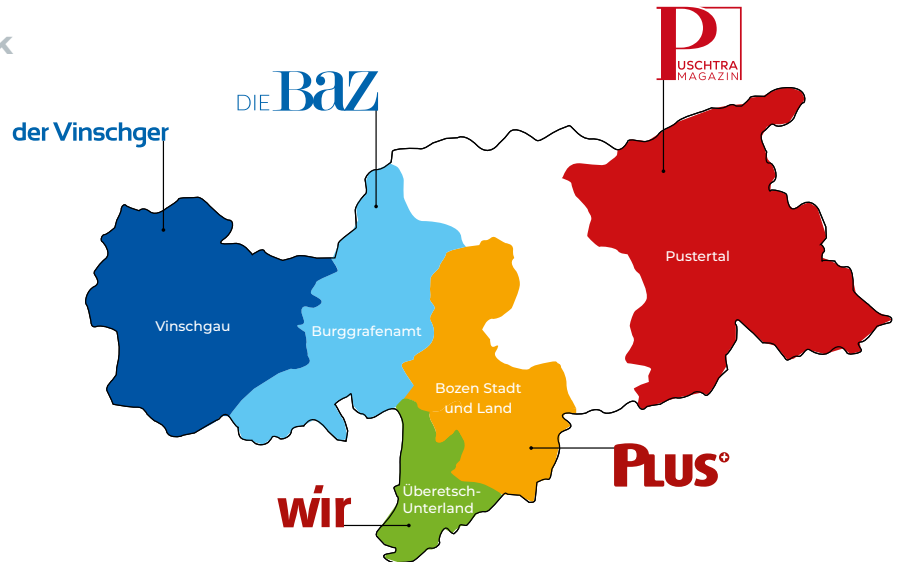 k
PUSCHTRA
MAGAZIN
DIE BaZ
der Vinschger
Pustertal
Vinschgau
Burggrafenamt
Bozen Stadt
und Land
PLUS+
Überetsch-
Unterland
wir